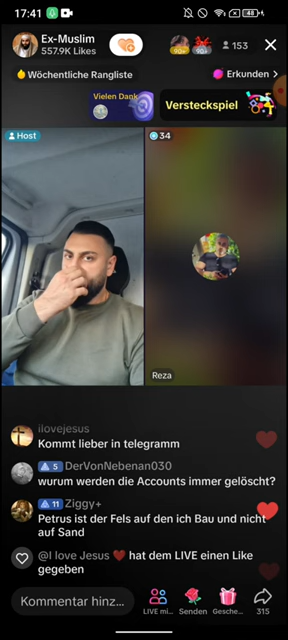 17:41
48
Ex-Muslim
557.9K Likes
90+
90+
153
Wöchentliche Rangliste
Erkunden >
Vielen Dank
Versteckspiel
Host
34
Reza
ilovejesus
Kommt lieber in telegramm
5 DerVonNebenan030
wurum werden die Accounts immer gelöscht?
11 Ziggy+
Petrus ist der Fels auf den ich Bau und nicht
auf Sand
@I love Jesus ❤️ hat dem LIVE einen Like
gegeben
Kommentar hinz...
LIVE mi...
Senden
Gesche...
315